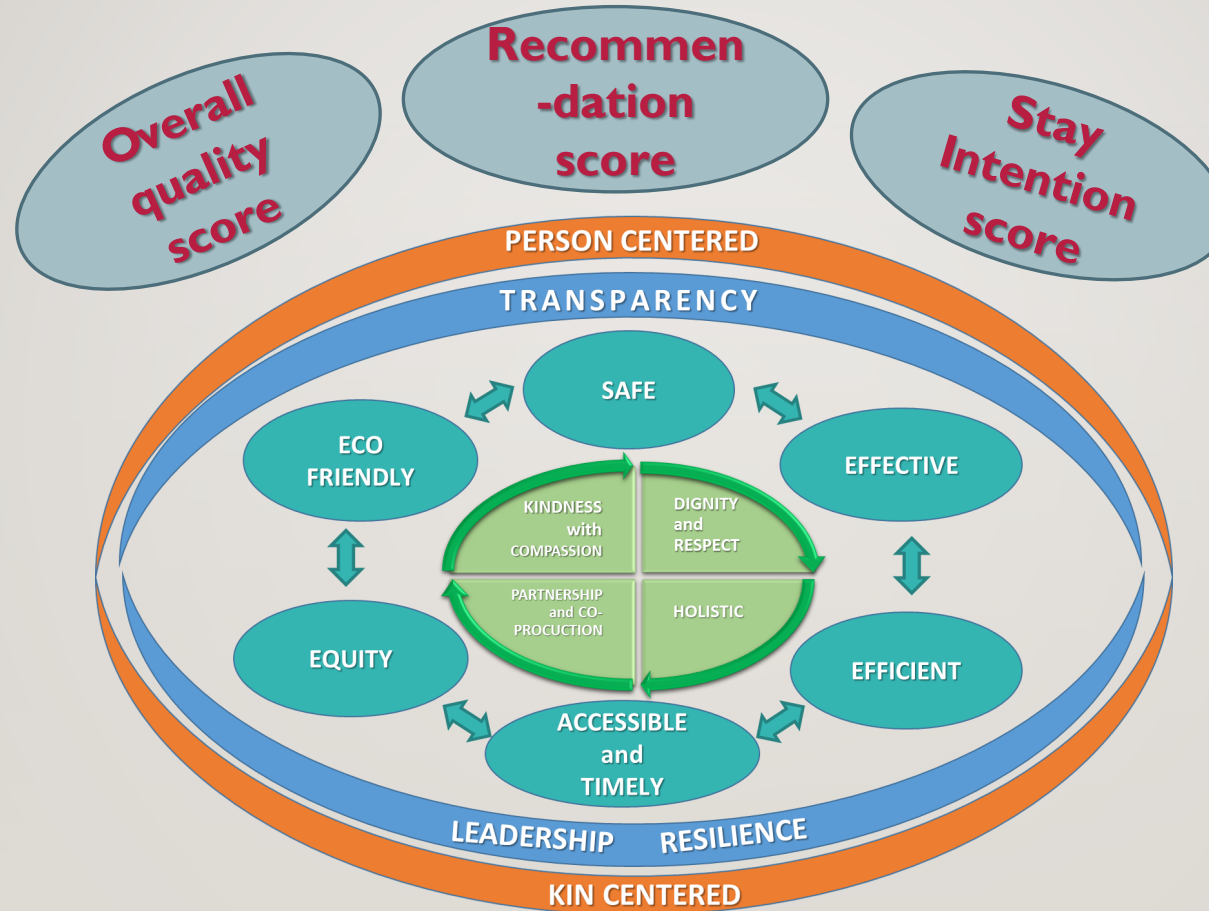 Overall
quality
score
Recommen
-dation
score
Stay
Intention
score
PERSON CENTERED
TRANSPARENCY
SAFE
ECO
FRIENDLY
EFFECTIVE
KINDNESS
with
COMPASSION
DIGNITY
and
RESPECT
PARTNERSHIP
and CO-
PROCUCTION
HOLISTIC
EQUITY
EFFICIENT
ACCESSIBLE
and
TIMELY
LEADERSHIP RESILIENCE
KIN CENTERED